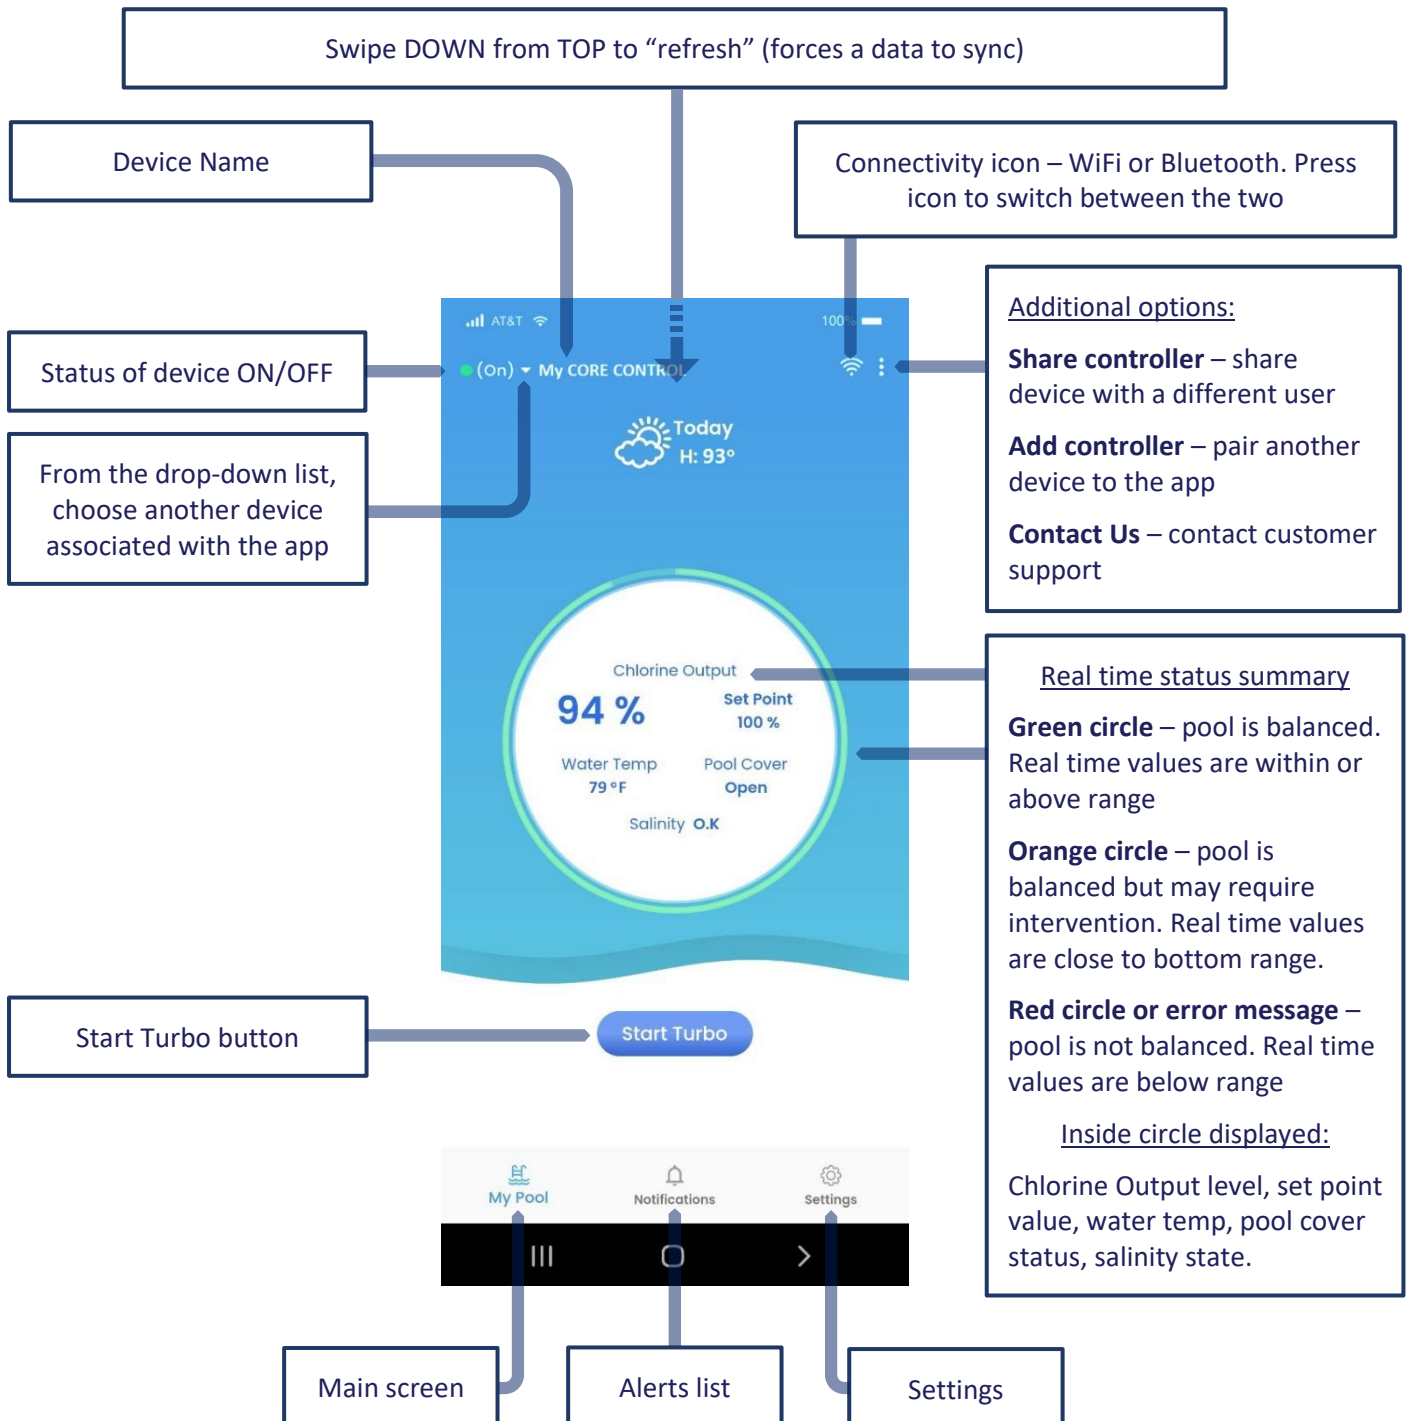 Swipe DOWN from TOP to “refresh” (forces a data to sync)
Device Name
Connectivity icon – WiFi or Bluetooth. Press
icon to switch between the two
Status of device ON/OFF
From the drop-down list,
choose another device
associated with the app
AT&T
100%
(On) My CORE CONTROL
Today
H: 93°
Additional options:
Share controller – share
device with a different user
Add controller – pair another
device to the app
Contact Us – contact customer
support
Chlorine Output
94 %
Set Point
100 %
Water Temp
79 °F
Pool Cover
Open
Salinity O.K
Real time status summary
Green circle – pool is balanced.
Real time values are within or
above range
Orange circle – pool is
balanced but may require
intervention. Real time values
are close to bottom range.
Red circle or error message –
pool is not balanced. Real time
values are below range
Inside circle displayed:
Chlorine Output level, set point
value, water temp, pool cover
status, salinity state.
Start Turbo button
Start Turbo
My Pool
Notifications
Settings
Main screen
Alerts list
Settings